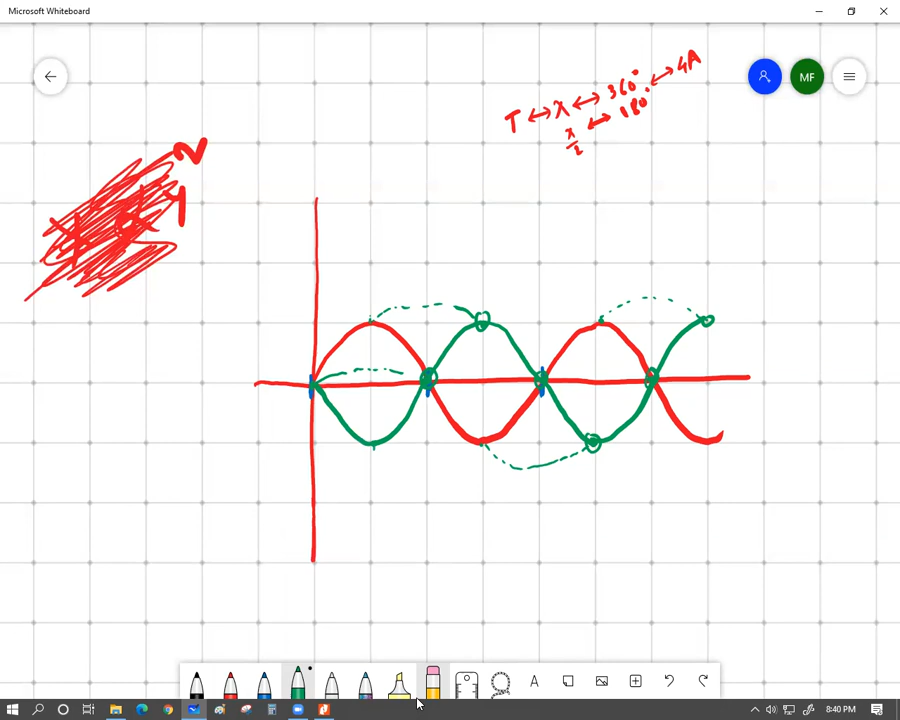 Microsoft Whiteboard
MF
T ↔ λ ↔ 360° ↔ 4A
λ/2 ↔ 180°
A
8:40 PM